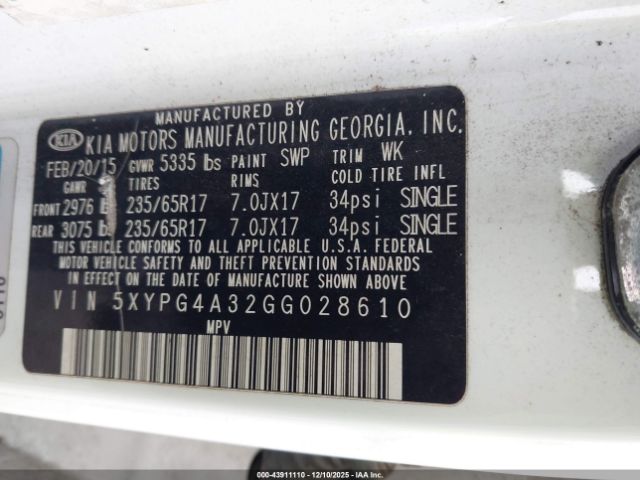 MANUFACTURED BY
KIA KIA MOTORS MANUFACTURING GEORGIA, INC.
FEB/20/15 GVWR 5335 lbs PAINT SWP TRIM WK
GAWR TIRES RIMS COLD TIRE INFL
FRONT 2976 235/65R17 7.0JX17 34psi SINGLE
REAR 3075 lb 235/65R17 7.0JX17 34psi SINGLE
THIS VEHICLE CONFORMS TO ALL APPLICABLE U.S.A. FEDERAL
MOTOR VEHICLE SAFETY AND THEFT PREVENTION STANDARDS
IN EFFECT ON THE DATE OF MANUFACTURE SHOWN ABOVE.
VIN 5XYPG4A32GG028610
MPV
000-43911110 • 12/10/2025 • IAA Inc.